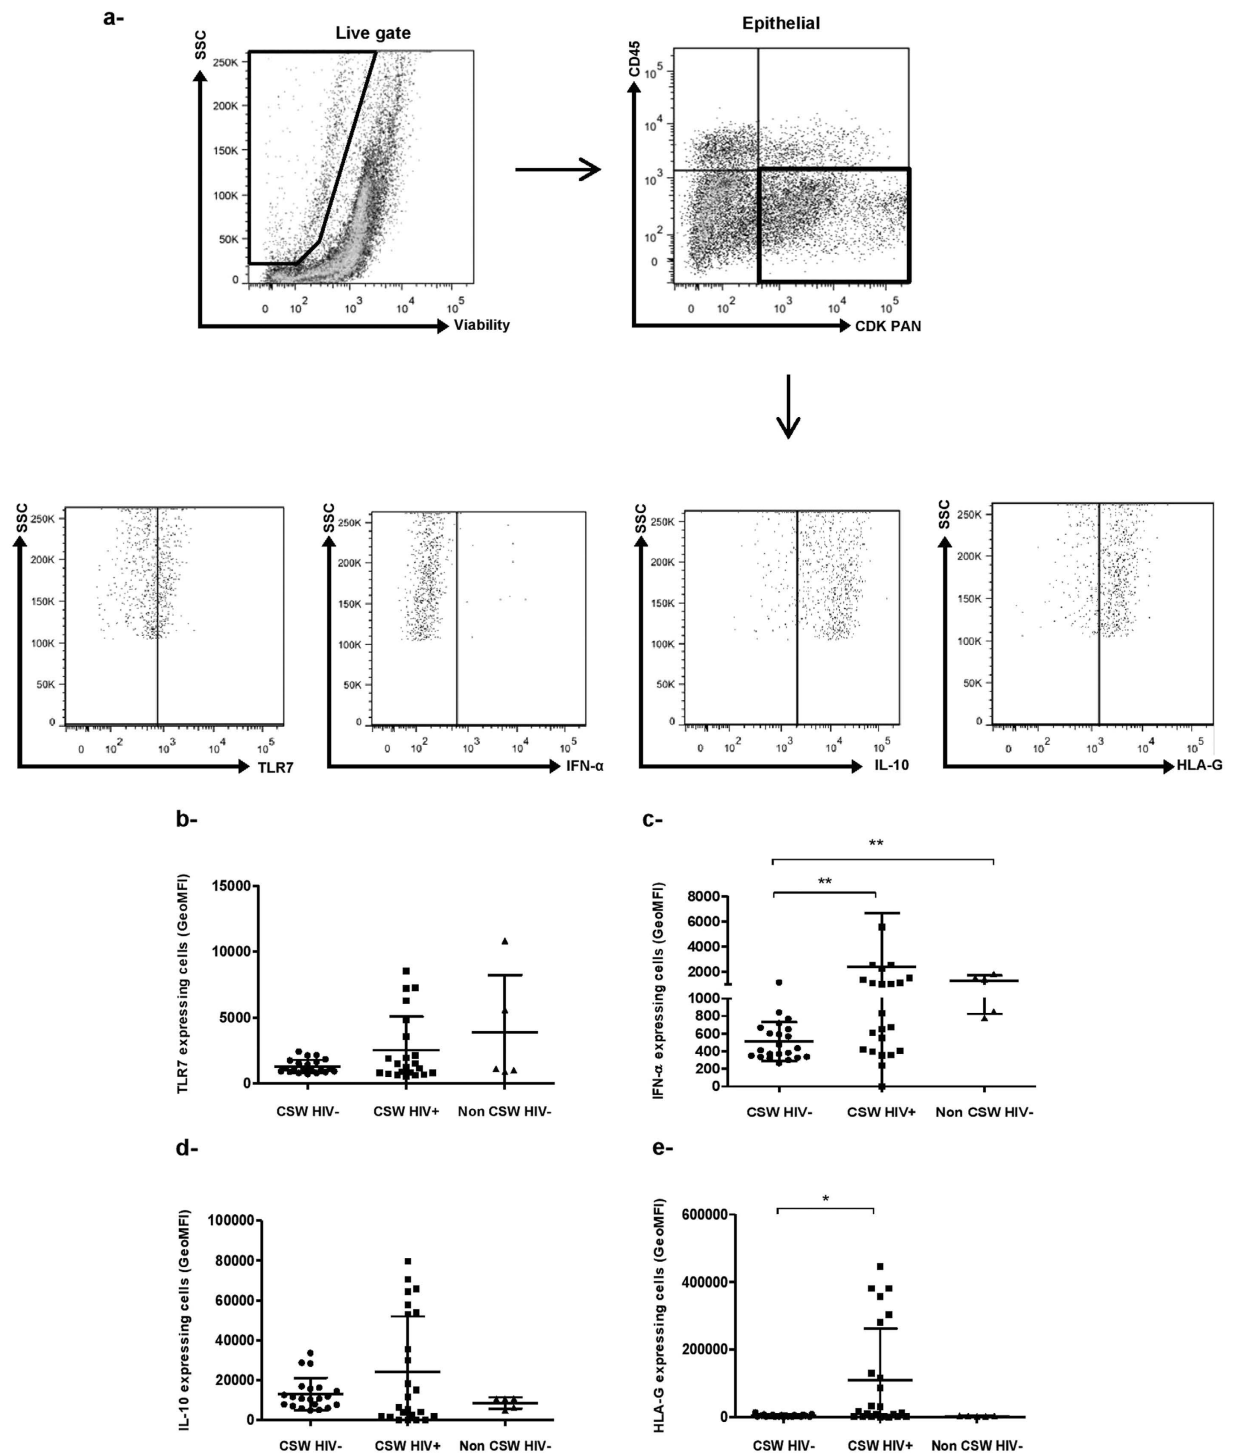 a-
Live gate
Epithelial
SSC
250K
200K
150K
100K
50K
0
0 10² 10³ 10⁴ 10⁵
Viability
CD45
10⁵
10⁴
10³
10²
0
0 10² 10³ 10⁴ 10⁵
CDK PAN
SSC
250K
200K
150K
100K
50K
0
0 10² 10³ 10⁴ 10⁵
TLR7
SSC
250K
200K
150K
100K
50K
0
0 10² 10³ 10⁴ 10⁵
IFN-α
SSC
250K
200K
150K
100K
50K
0
0 10² 10³ 10⁴ 10⁵
IL-10
SSC
250K
200K
150K
100K
50K
0
0 10² 10³ 10⁴ 10⁵
HLA-G
b-
TLR7 expressing cells (GeoMFI)
15000
10000
5000
0
CSW HIV- CSW HIV+ Non CSW HIV-
c-
**
**
IFN-α expressing cells (GeoMFI)
8000
6000
4000
2000
1000
800
600
400
200
0
CSW HIV- CSW HIV+ Non CSW HIV-
d-
IL-10 expressing cells (GeoMFI)
100000
80000
60000
40000
20000
0
CSW HIV- CSW HIV+ Non CSW HIV-
e-
*
HLA-G expressing cells (GeoMFI)
600000
400000
200000
0
CSW HIV- CSW HIV+ Non CSW HIV-